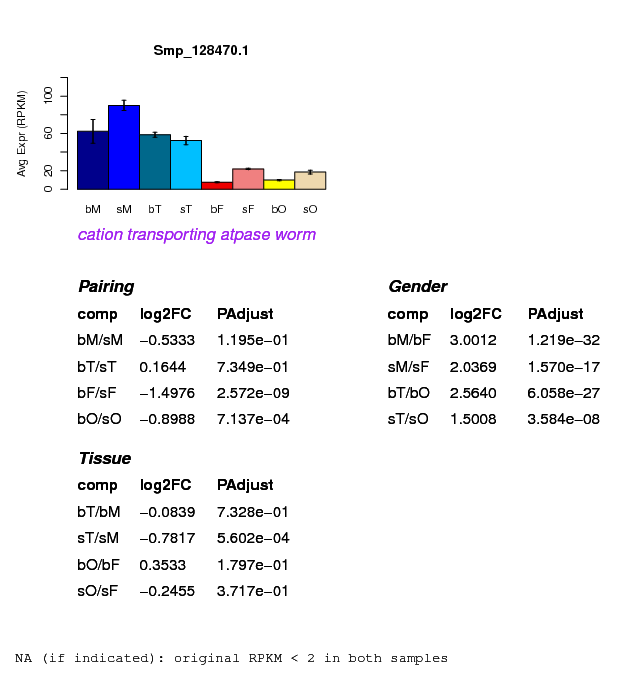 Smp_128470.1
Avg Expr (RPKM)
100
60
20
0
bM sM bT sT bF sF bO sO
cation transporting atpase worm
Pairing
comp log2FC PAdjust
bM/sM −0.5333 1.195e−01
bT/sT 0.1644 7.349e−01
bF/sF −1.4976 2.572e−09
bO/sO −0.8988 7.137e−04
Gender
comp log2FC PAdjust
bM/bF 3.0012 1.219e−32
sM/sF 2.0369 1.570e−17
bT/bO 2.5640 6.058e−27
sT/sO 1.5008 3.584e−08
Tissue
comp log2FC PAdjust
bT/bM −0.0839 7.328e−01
sT/sM −0.7817 5.602e−04
bO/bF 0.3533 1.797e−01
sO/sF −0.2455 3.717e−01
NA (if indicated): original RPKM < 2 in both samples